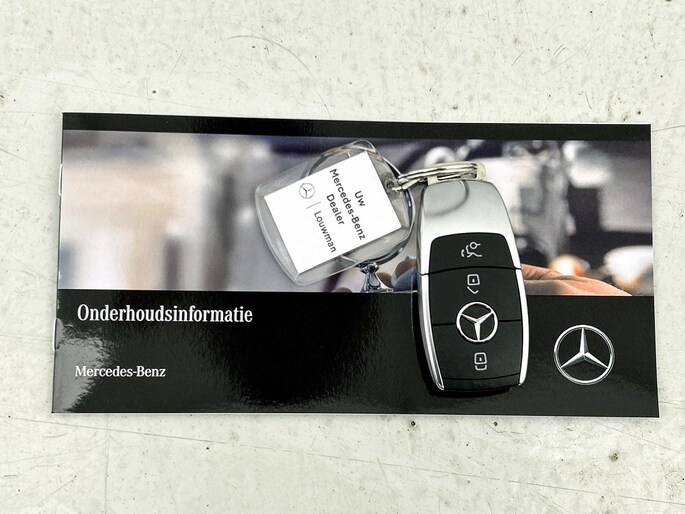 Uw
Mercedes-Benz
Dealer
Louwman
Onderhoudsinformatie
Mercedes-Benz